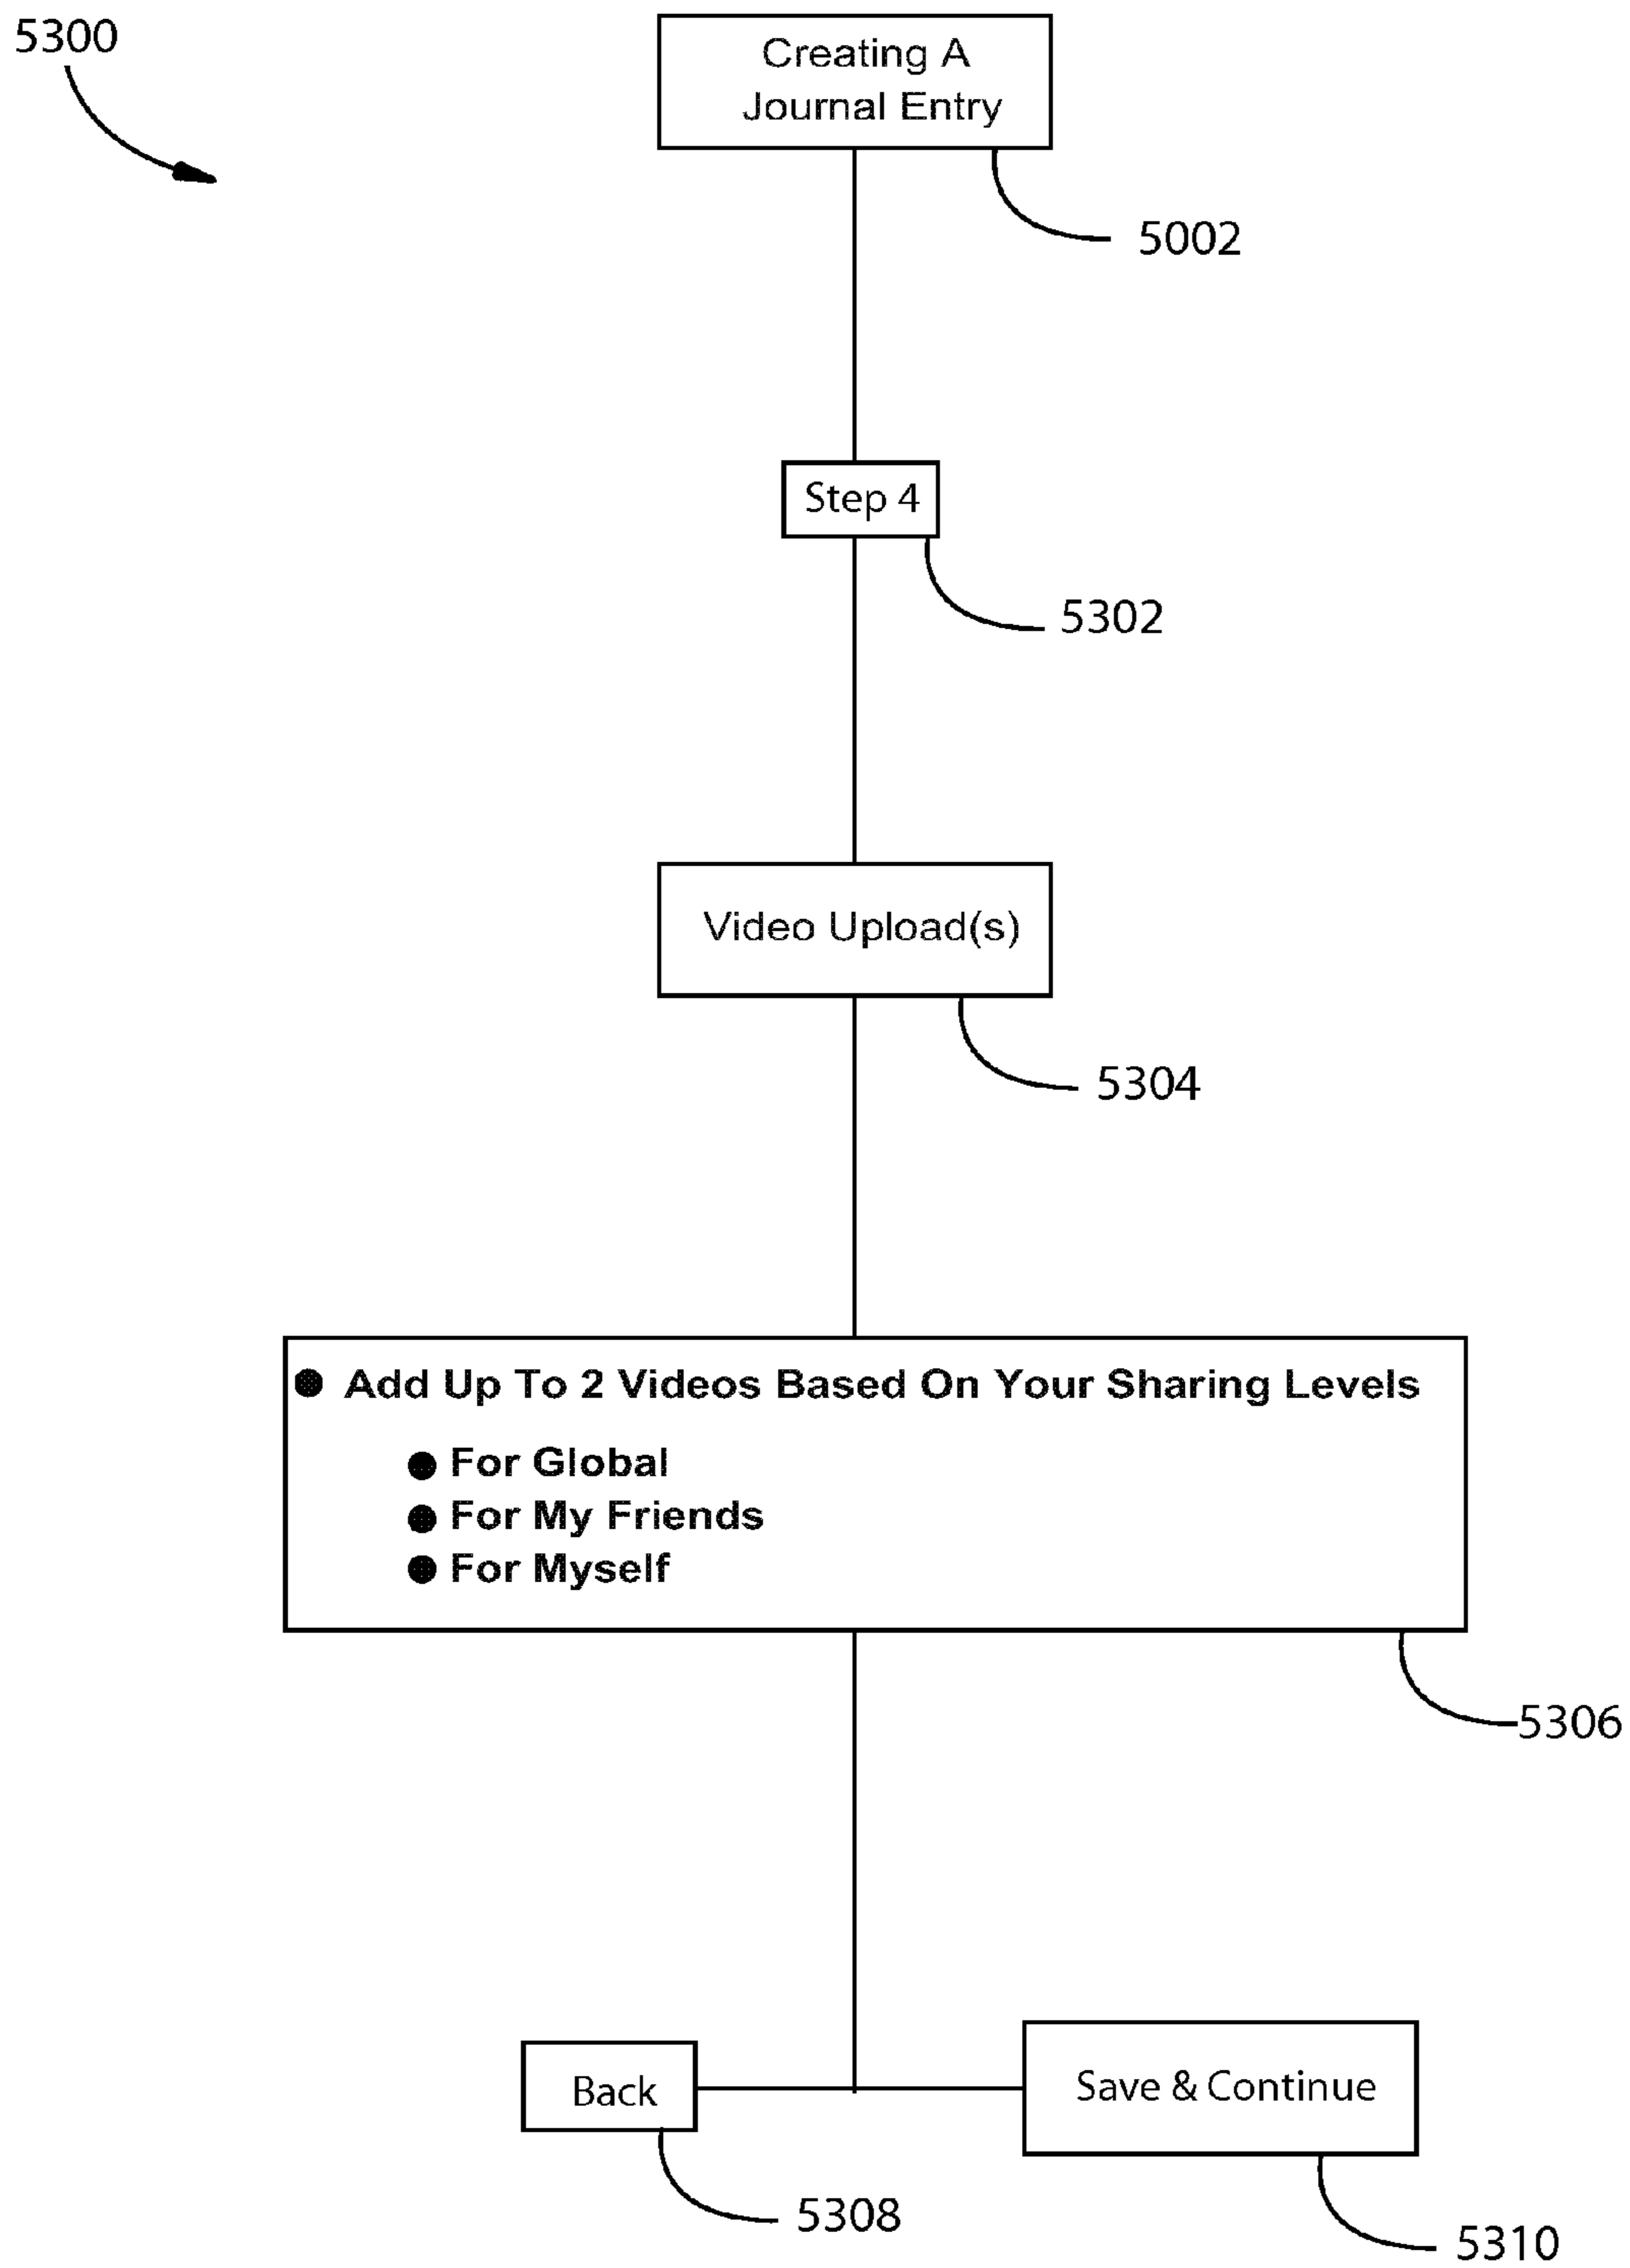 5300
Creating A
Journal Entry
5002
Step 4
5302
Video Upload(s)
5304
● Add Up To 2 Videos Based On Your Sharing Levels
● For Global
● For My Friends
● For Myself
5306
Back
Save & Continue
5308
5310